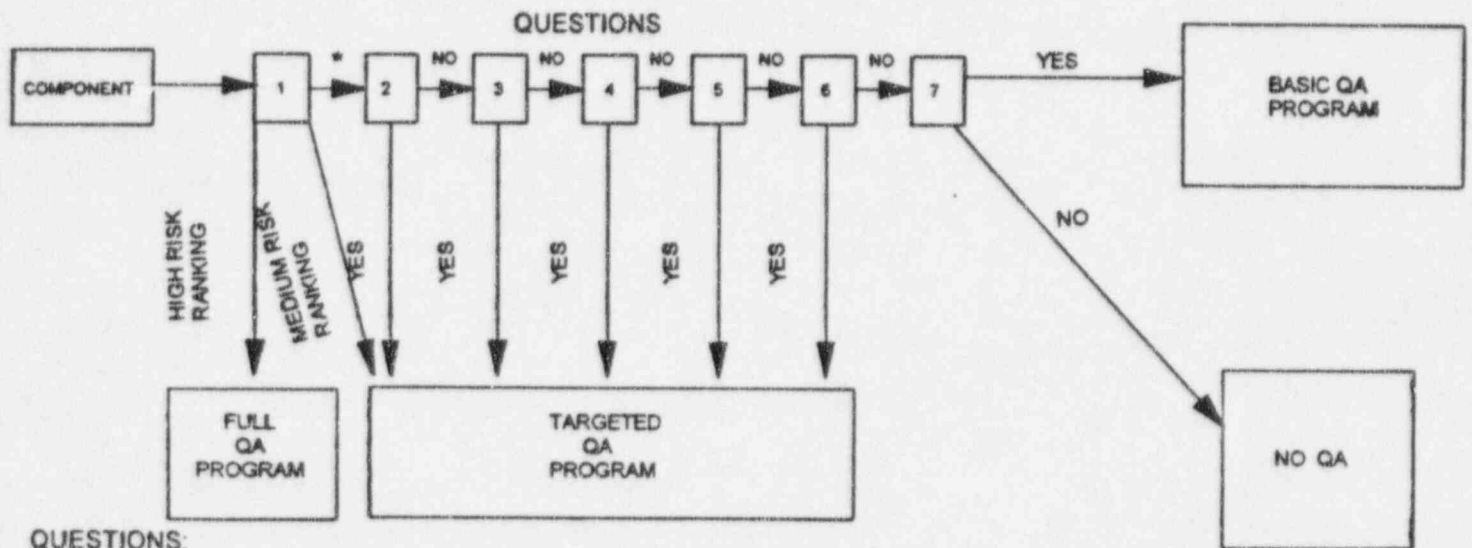 QUESTIONS
COMPONENT
1
*
2
NO
3
NO
4
NO
5
NO
6
NO
7
YES
BASIC QA
PROGRAM
NO
HIGH RISK
RANKING
MEDIUM RISK
RANKING
YES
YES
YES
YES
YES
FULL
QA
PROGRAM
TARGETED
QA
PROGRAM
NO QA
QUESTIONS: